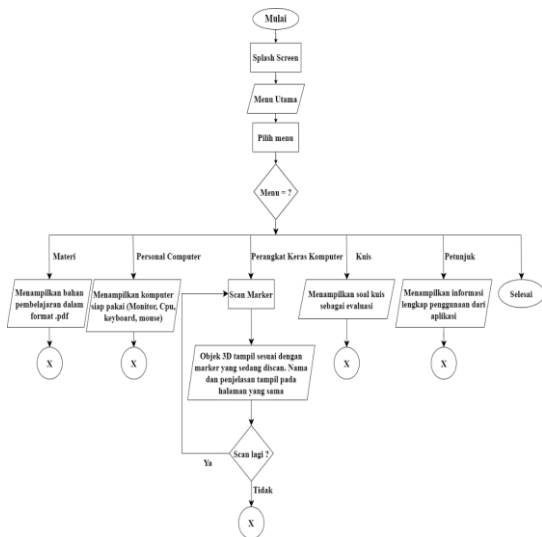 Mulai
Splash Screen
Menu Utama
Pilih menu
Menu = ?
Materi
Personal Computer
Perangkat Keras Komputer
Kuis
Petunjuk
Menampilkan bahan
pembelajaran dalam
format .pdf
Menampilkan komputer
siap pakai (Monitor, Cpu,
keyboard, mouse)
Scan Marker
Menampilkan soal kuis
sebagai evaluasi
Menampilkan informasi
lengkap penggunaan dari
aplikasi
Selesai
X
X
X
X
Objek 3D tampil sesuai dengan
marker yang sedang discan. Nama
dan penjelasan tampil pada
halaman yang sama
Scan lagi ?
Ya
Tidak
X